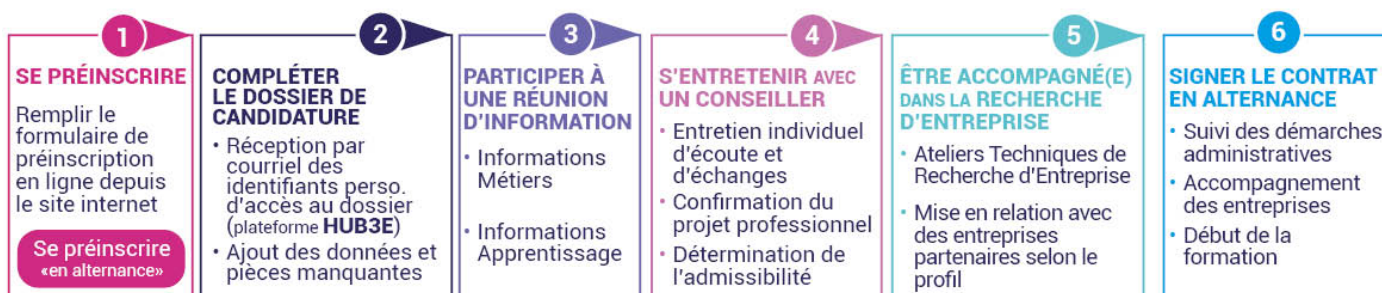 1
SE PRÉINSCRIRE
Remplir le
formulaire de
préinscription
en ligne depuis
le site internet
Se préinscrire
«en alternance»
2
COMPLÉTER
LE DOSSIER DE
CANDIDATURE
• Réception par
courriel des
identifiants perso.
d'accès au dossier
(plateforme HUB3E)
• Ajout des données et
pièces manquantes
3
PARTICIPER À
UNE RÉUNION
D'INFORMATION
• Informations
Métiers
• Informations
Apprentissage
4
S'ENTRETENIR AVEC
UN CONSEILLER
• Entretien individuel
d'écoute et
d'échanges
• Confirmation du
projet professionnel
• Détermination de
l'admissibilité
5
ÊTRE ACCOMPAGNÉ(E)
DANS LA RECHERCHE
D'ENTREPRISE
• Ateliers Techniques de
Recherche d'Entreprise
• Mise en relation avec
des entreprises
partenaires selon le
profil
6
SIGNER LE CONTRAT
EN ALTERNANCE
• Suivi des démarches
administratives
• Accompagnement
des entreprises
• Début de la
formation